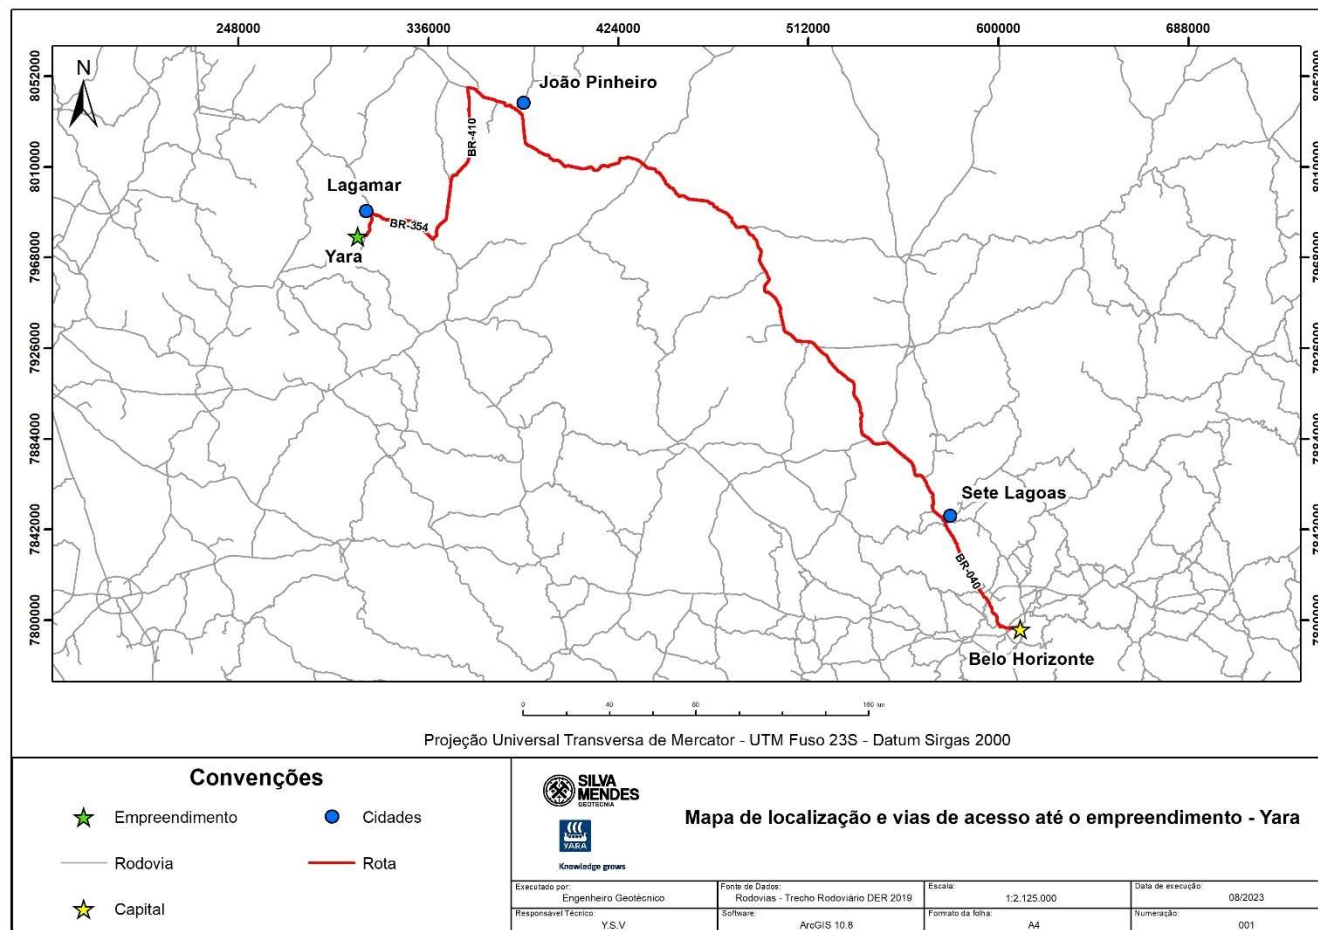 248000 336000 424000 512000 600000 688000
N
8052000 8010000 7968000 7926000 7884000 7842000 7800000
8052000 8010000 7968000 7926000 7884000 7842000 7800000
João Pinheiro
BR-410
Lagamar
BR-354
Yara
Sete Lagoas
BR-040
Belo Horizonte
0 40 80 160 km
Projeção Universal Transversa de Mercator - UTM Fuso 23S - Datum Sirgas 2000
Convenções
Empreendimento
Cidades
Rodovia
Rota
Capital
SILVA
MENDES
GEOTECNIA
YARA
Knowledge grows
Mapa de localização e vias de acesso até o empreendimento - Yara
Executado por:
Engenheiro Geotécnico
Fonte de Dados:
Rodovias - Trecho Rodoviário DER 2019
Escala:
1:2.125.000
Data de execução:
08/2023
Responsável Técnico:
Y.S.V
Software:
ArcGIS 10.8
Formato da folha:
A4
Numeração:
001